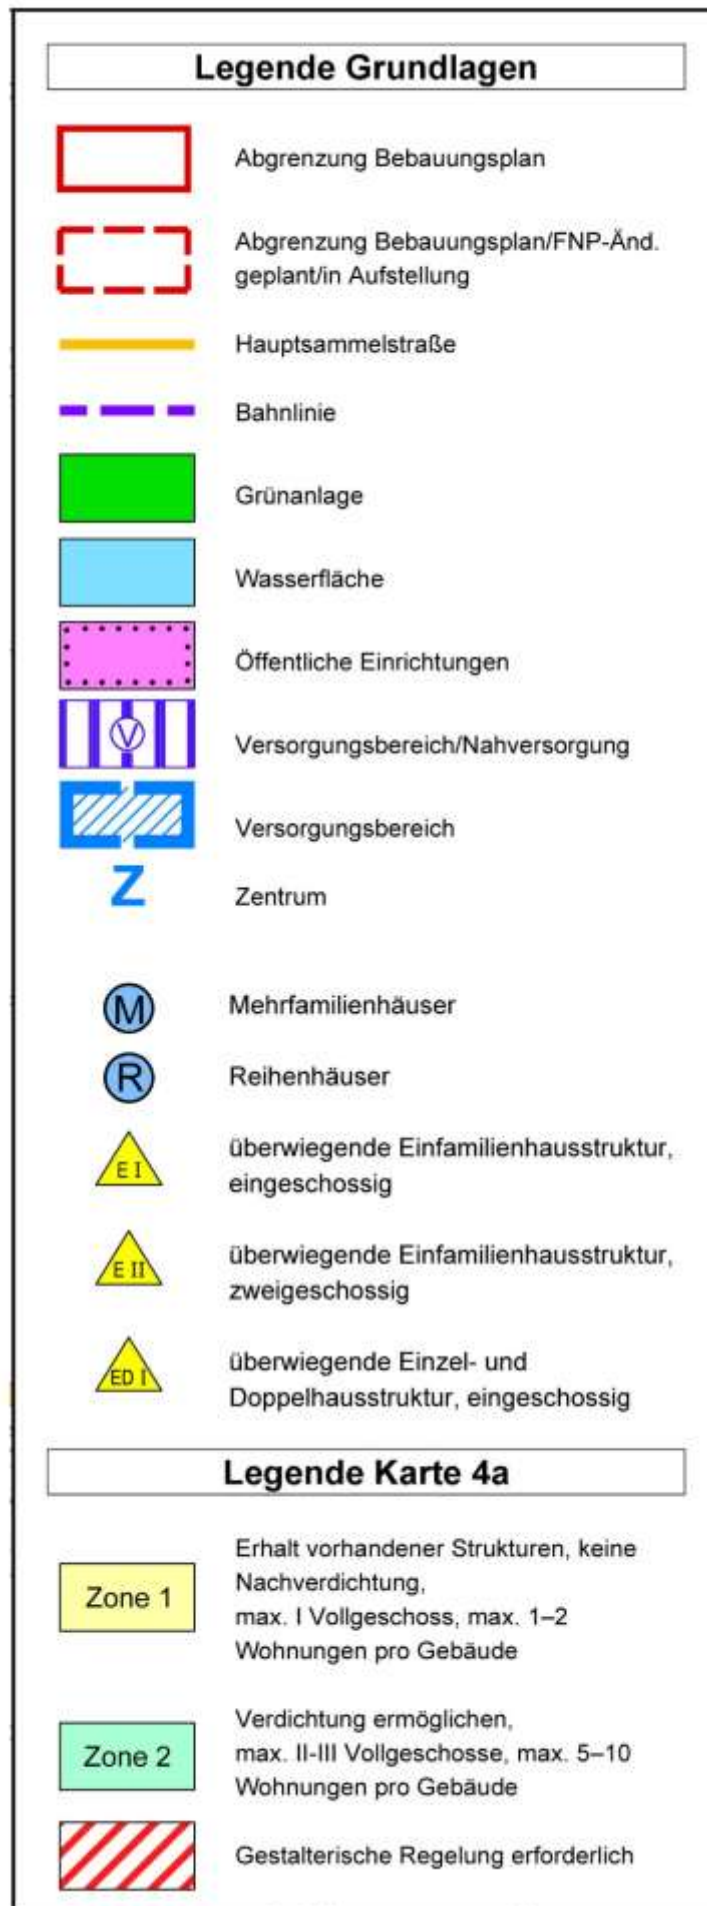 Legende Grundlagen
Abgrenzung Bebauungsplan
Abgrenzung Bebauungsplan/FNP-Änd.
geplant/in Aufstellung
Hauptsammelstraße
Bahnlinie
Grünanlage
Wasserfläche
Öffentliche Einrichtungen
V Versorgungsbereich/Nahversorgung
Versorgungsbereich
Z Zentrum
M Mehrfamilienhäuser
R Reihenhäuser
E I überwiegende Einfamilienhausstruktur,
eingeschossig
E II überwiegende Einfamilienhausstruktur,
zweigeschossig
ED I überwiegende Einzel- und
Doppelhausstruktur, eingeschossig
Legende Karte 4a
Zone 1
Erhalt vorhandener Strukturen, keine
Nachverdichtung,
max. I Vollgeschoss, max. 1–2
Wohnungen pro Gebäude
Zone 2
Verdichtung ermöglichen,
max. II-III Vollgeschosse, max. 5–10
Wohnungen pro Gebäude
Gestalterische Regelung erforderlich